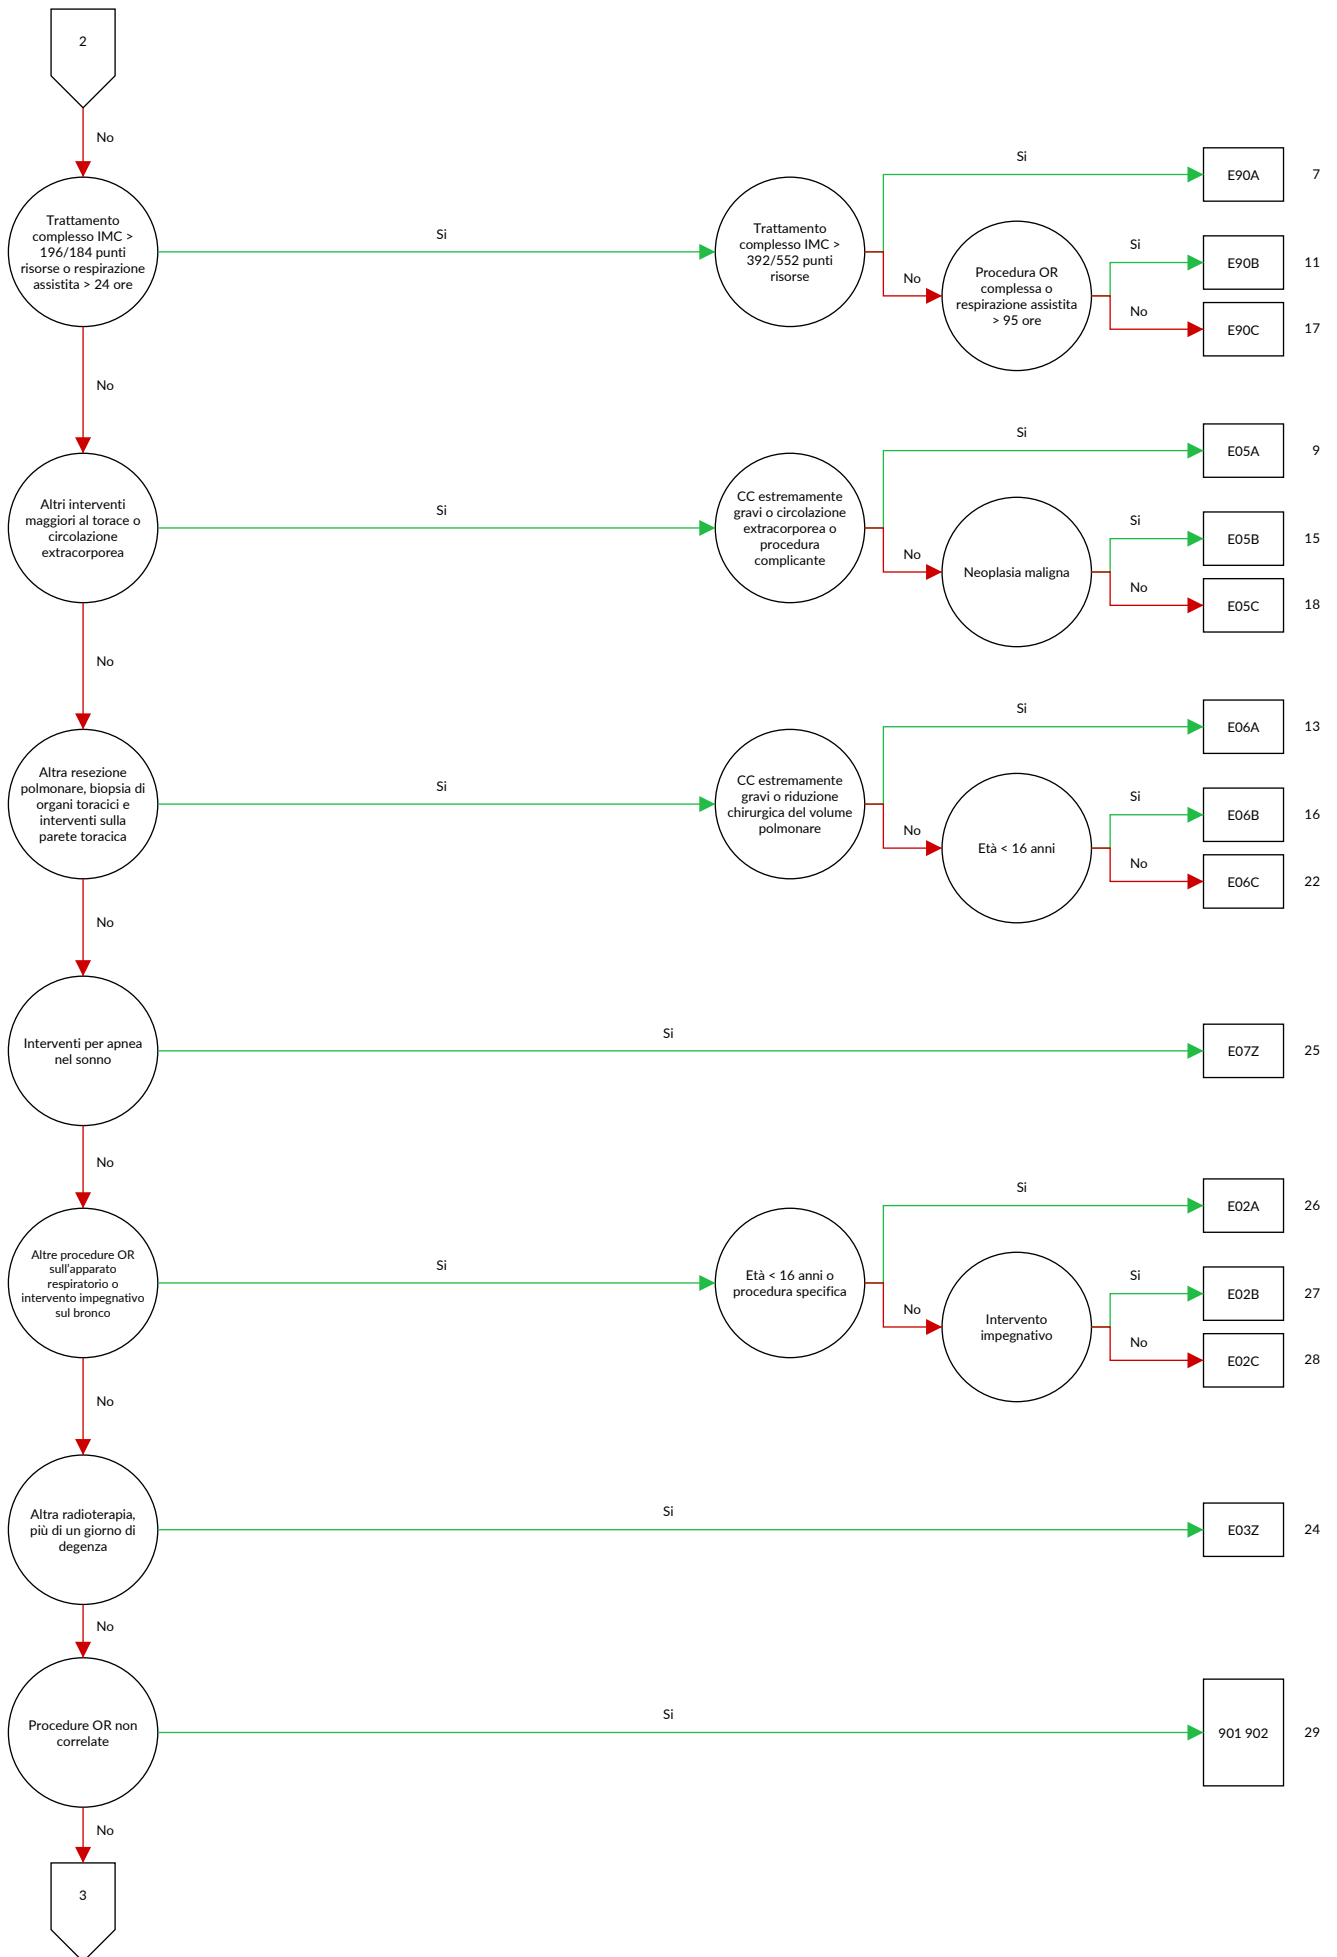 2
No
Trattamento
complesso IMC >
196/184 punti
risorse o respirazione
assistita > 24 ore
Si
Trattamento
complesso IMC >
392/552 punti
risorse
Si
E90A
7
No
Procedura OR
complessa o
respirazione assistita
> 95 ore
Si
E90B
11
No
E90C
17
No
Altri interventi
maggiori al torace o
circolazione
extracorporea
Si
CC estremamente
gravi o circolazione
extracorporea o
procedura
complicante
Si
E05A
9
No
Neoplasia maligna
Si
E05B
15
No
E05C
18
No
Altra resezione
polmonare, biopsia di
organi toracici e
interventi sulla
parete toracica
Si
CC estremamente
gravi o riduzione
chirurgica del volume
polmonare
Si
E06A
13
No
Età < 16 anni
Si
E06B
16
No
E06C
22
No
Interventi per apnea
nel sonno
Si
E07Z
25
No
Altre procedure OR
sull'apparato
respiratorio o
intervento impegnativo
sul bronco
Si
Età < 16 anni o
procedura specifica
Si
E02A
26
No
Intervento
impegnativo
Si
E02B
27
No
E02C
28
No
Altra radioterapia,
più di un giorno di
degenza
Si
E03Z
24
No
Procedure OR non
correlate
Si
901 902
29
No
3